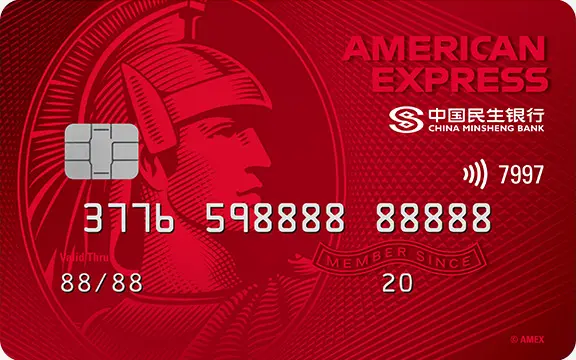 AMERICAN
EXPRESS
中国民生银行
CHINA MINSHENG BANK
7997
3776 598888 88888
Valid Thru
MEMBER SINCE
88/88
20
© AMEX